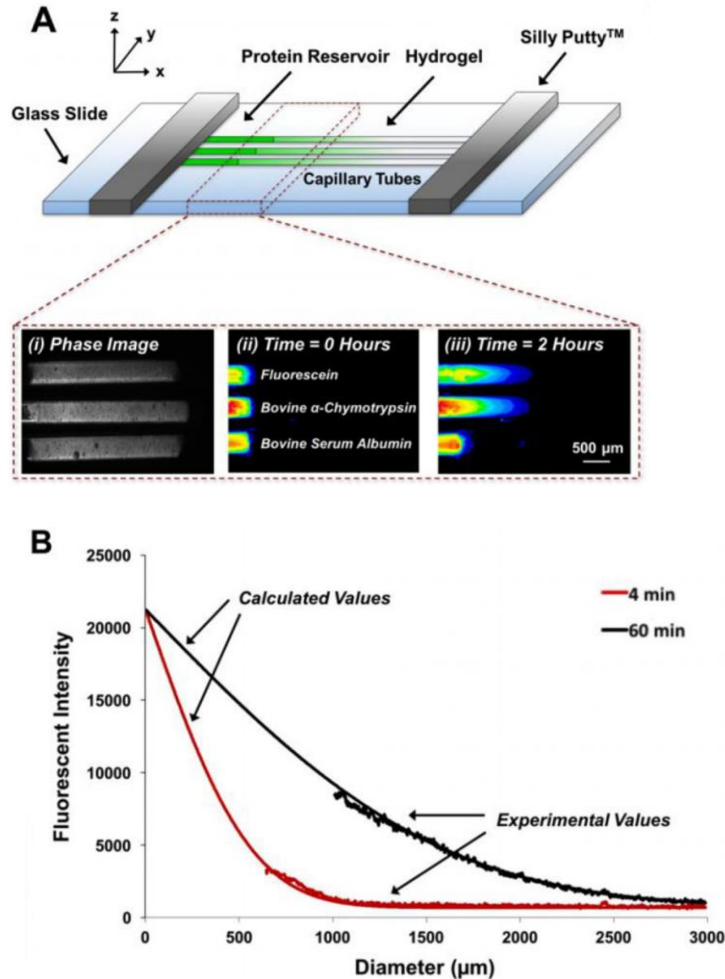 A
z
y
x
Protein Reservoir
Hydrogel
Silly Putty™
Glass Slide
Capillary Tubes
(i) Phase Image
(ii) Time = 0 Hours
Fluorescein
Bovine α-Chymotrypsin
Bovine Serum Albumin
(iii) Time = 2 Hours
500 μm
B
25000
20000
15000
10000
5000
0
Fluorescent Intensity
Calculated Values
4 min
60 min
Experimental Values
0
500
1000
1500
2000
2500
3000
Diameter (μm)